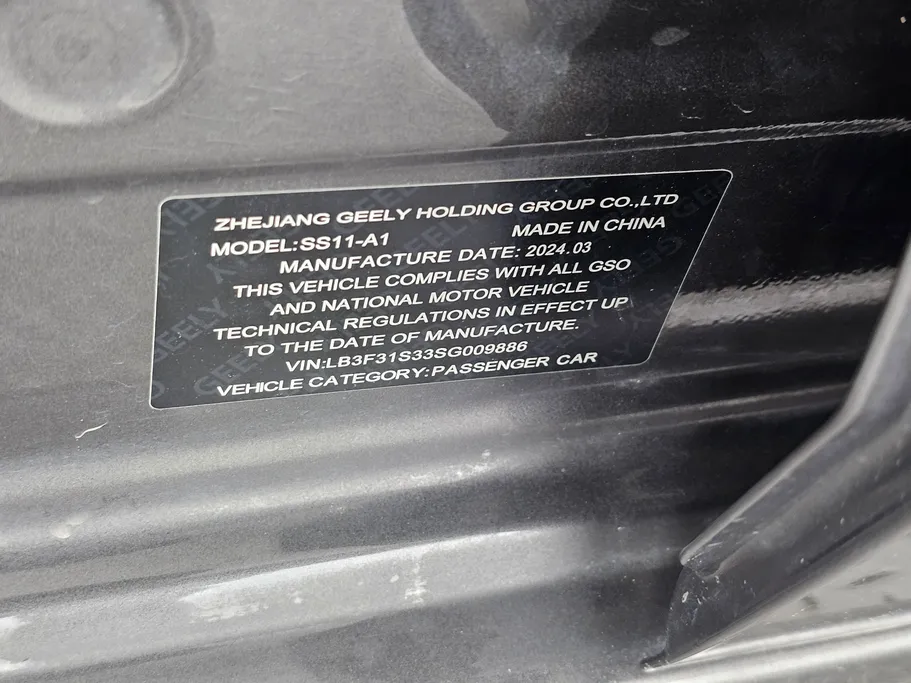 ZHEJIANG GEELY HOLDING GROUP CO.,LTD
MODEL:SS11-A1 MADE IN CHINA
MANUFACTURE DATE: 2024.03
THIS VEHICLE COMPLIES WITH ALL GSO
AND NATIONAL MOTOR VEHICLE
TECHNICAL REGULATIONS IN EFFECT UP
TO THE DATE OF MANUFACTURE.
VIN:LB3F31S33SG009886
VEHICLE CATEGORY:PASSENGER CAR